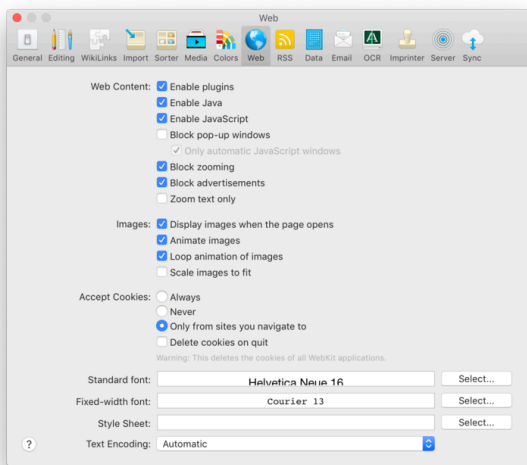 Web
General Editing WikiLinks Import Sorter Media Colors Web RSS Data Email OCR Imprinter Server Sync
Web Content: Enable plugins
Enable Java
Enable JavaScript
Block pop-up windows
Only automatic JavaScript windows
Block zooming
Block advertisements
Zoom text only
Images: Display images when the page opens
Animate images
Loop animation of images
Scale images to fit
Accept Cookies: Always
Never
Only from sites you navigate to
Delete cookies on quit
Warning: This deletes the cookies of all WebKit applications.
Standard font: Helvetica Neue 16 Select...
Fixed-width font: Courier 13 Select...
Style Sheet: Select...
? Text Encoding: Automatic